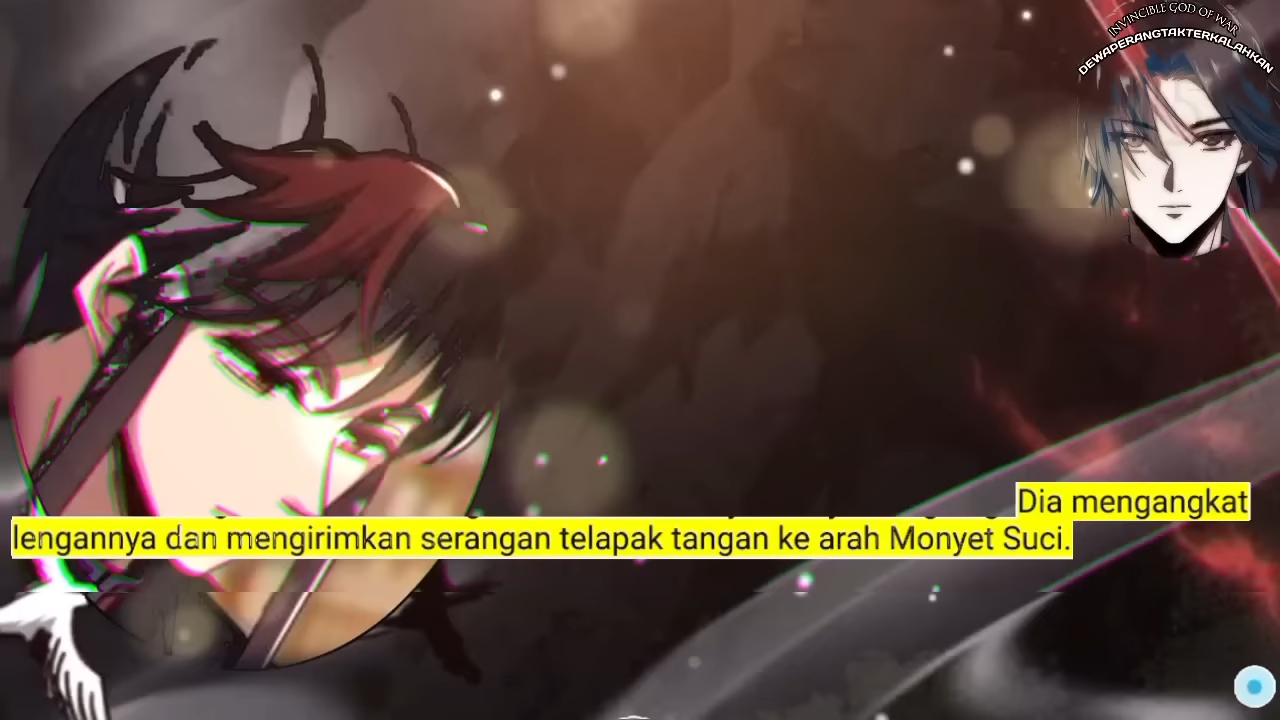 INVINCIBLE GOD OF WAR
DEWAPERANGTAKTERKALAHKAN
Dia mengangkat
lengannya dan mengirimkan serangan telapak tangan ke arah Monyet Suci.